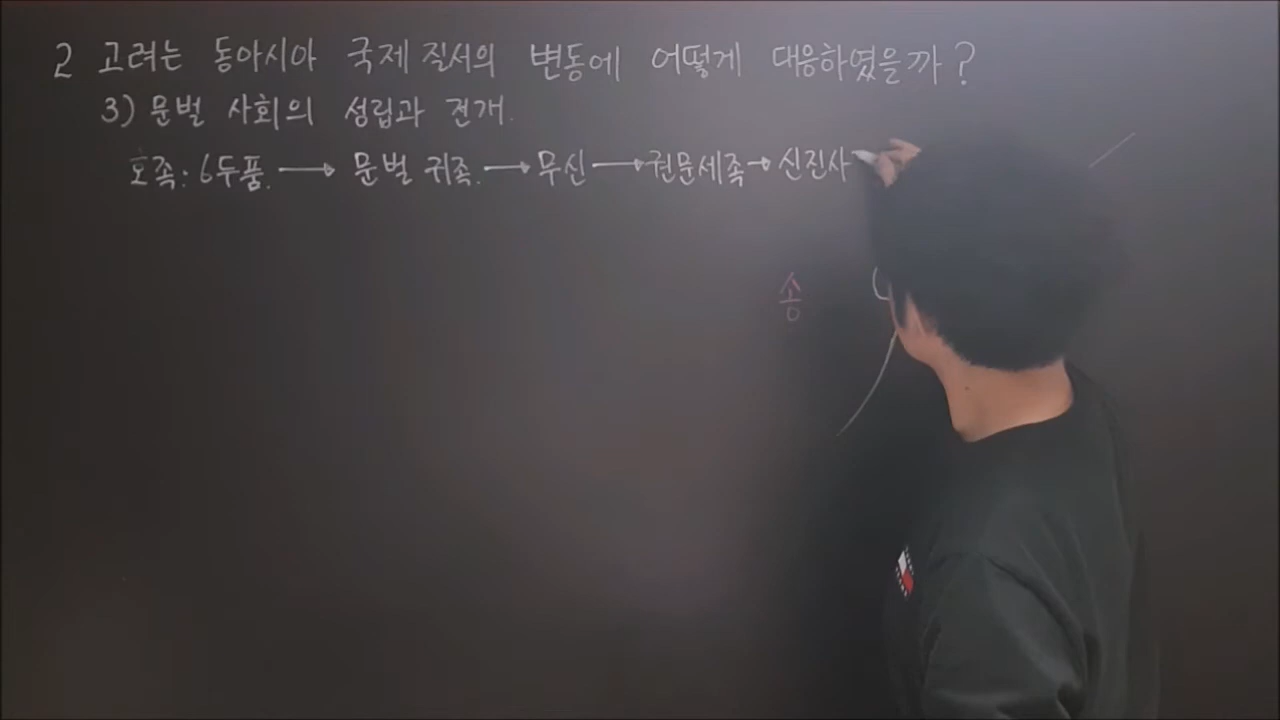 2 고려는 동아시아 국제 질서의 변동에 어떻게 대응하였을까?
3) 문벌 사회의 성립과 전개.
호족·6두품. → 문벌 귀족. → 무신 → 권문세족 → 신진사
송